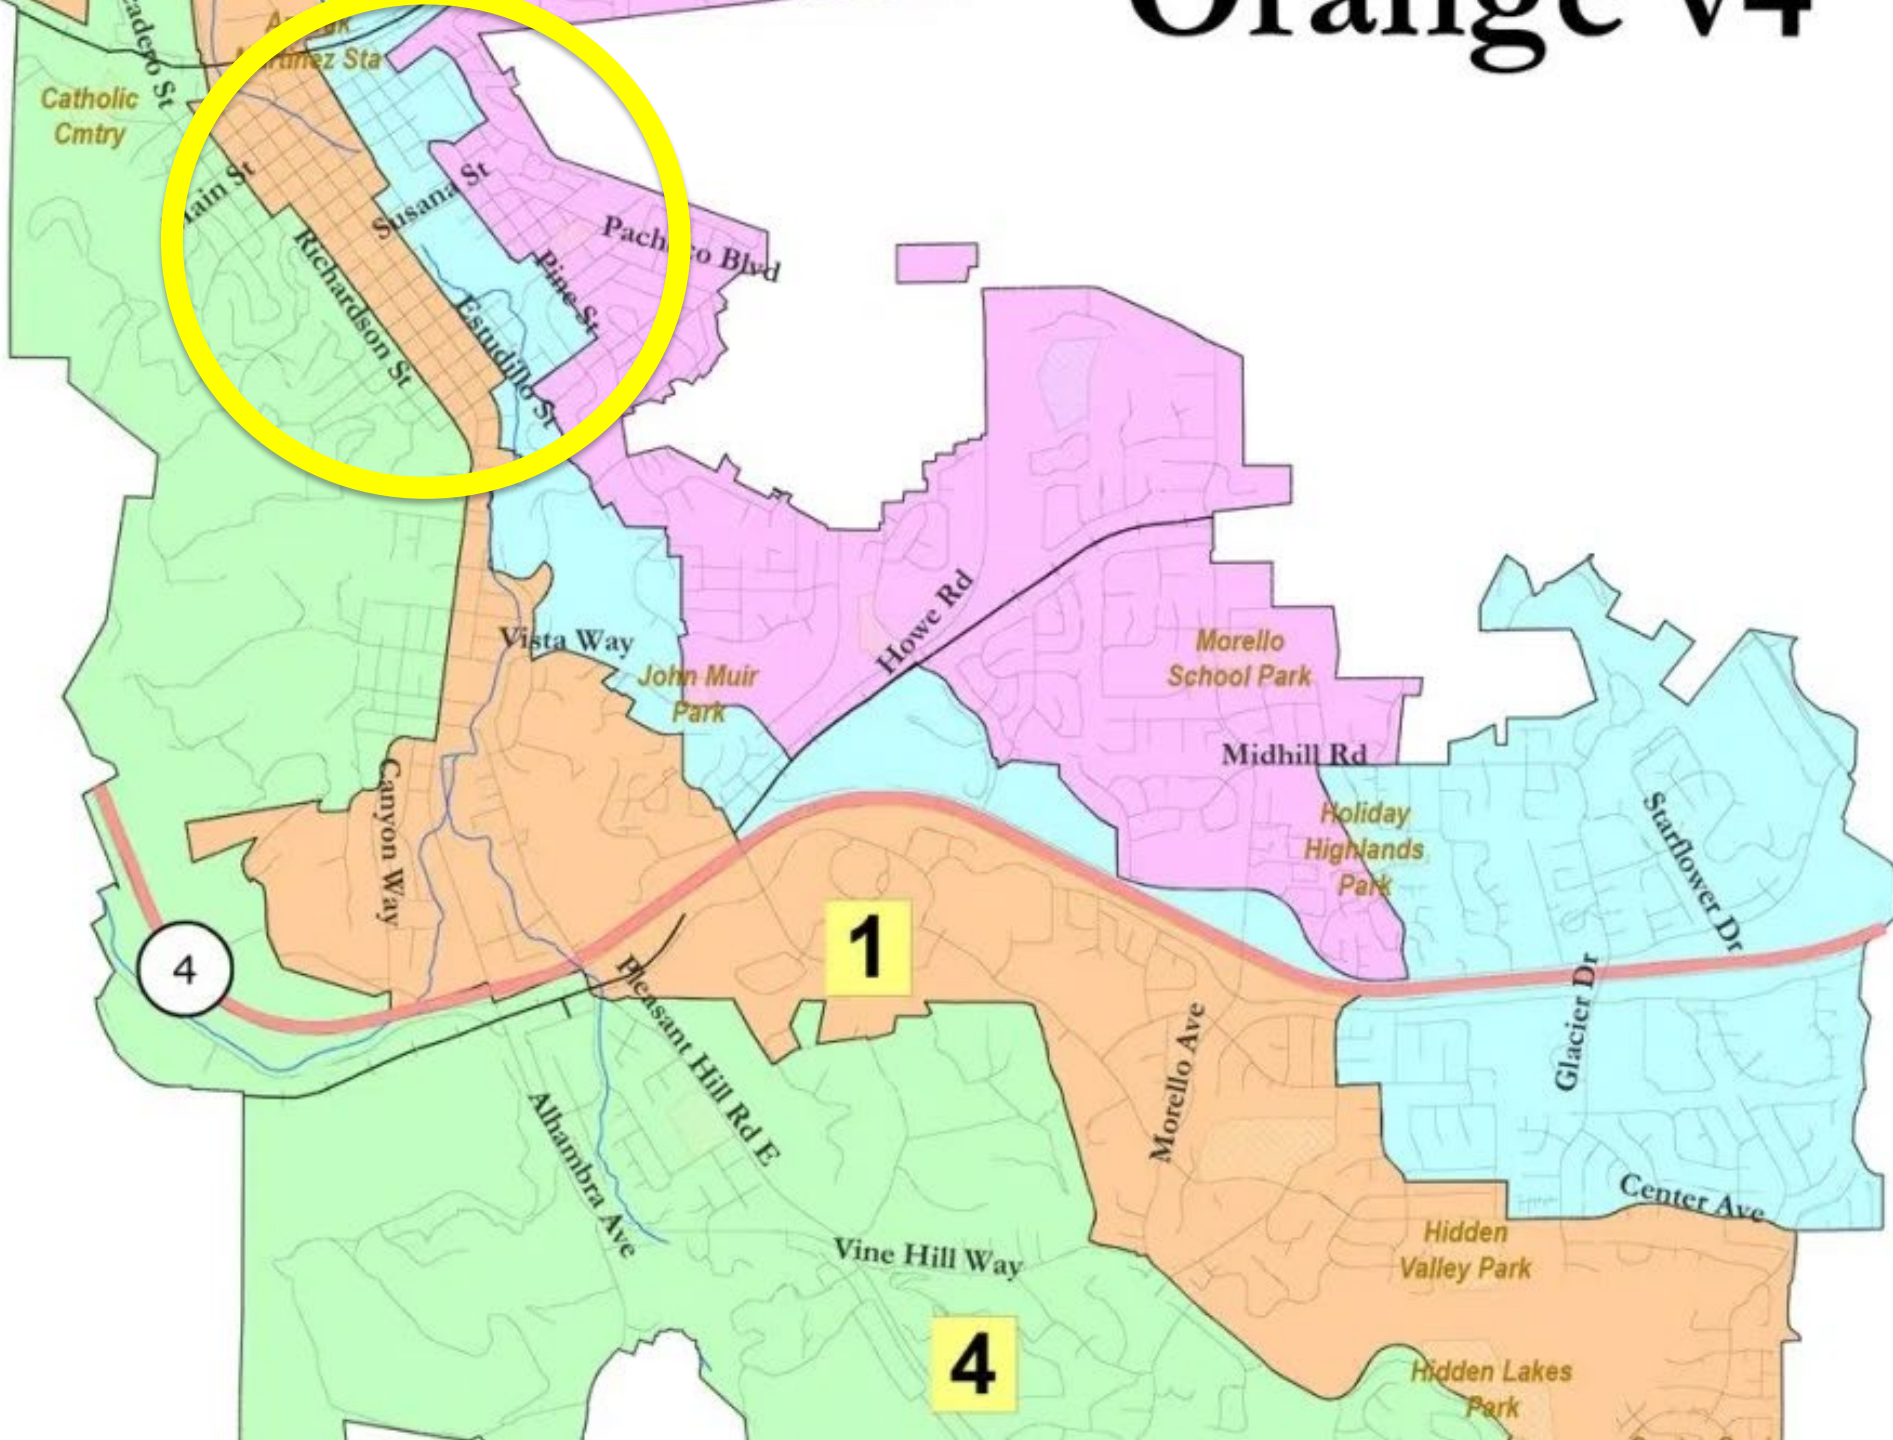 Orange v4
St
Sta
Catholic
Cmtry
St
Susana St
Pacheco Blvd
Richardson St
Pine St
Estudillo St
Vista Way
John Muir
Park
Howe Rd
Morello
School Park
Midhill Rd
Holiday
Highlands
Park
Canyon Way
Starflower Dr
1
4
Pleasant Hill Rd E
Glacier Dr
Morello Ave
Alhambra Ave
Center Ave
Hidden
Valley Park
Vine Hill Way
4
Hidden Lakes
Park